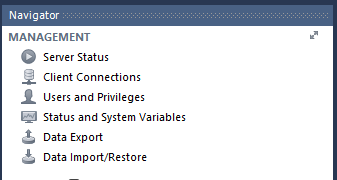 Navigator
MANAGEMENT
Server Status
Client Connections
Users and Privileges
Status and System Variables
Data Export
Data Import/Restore